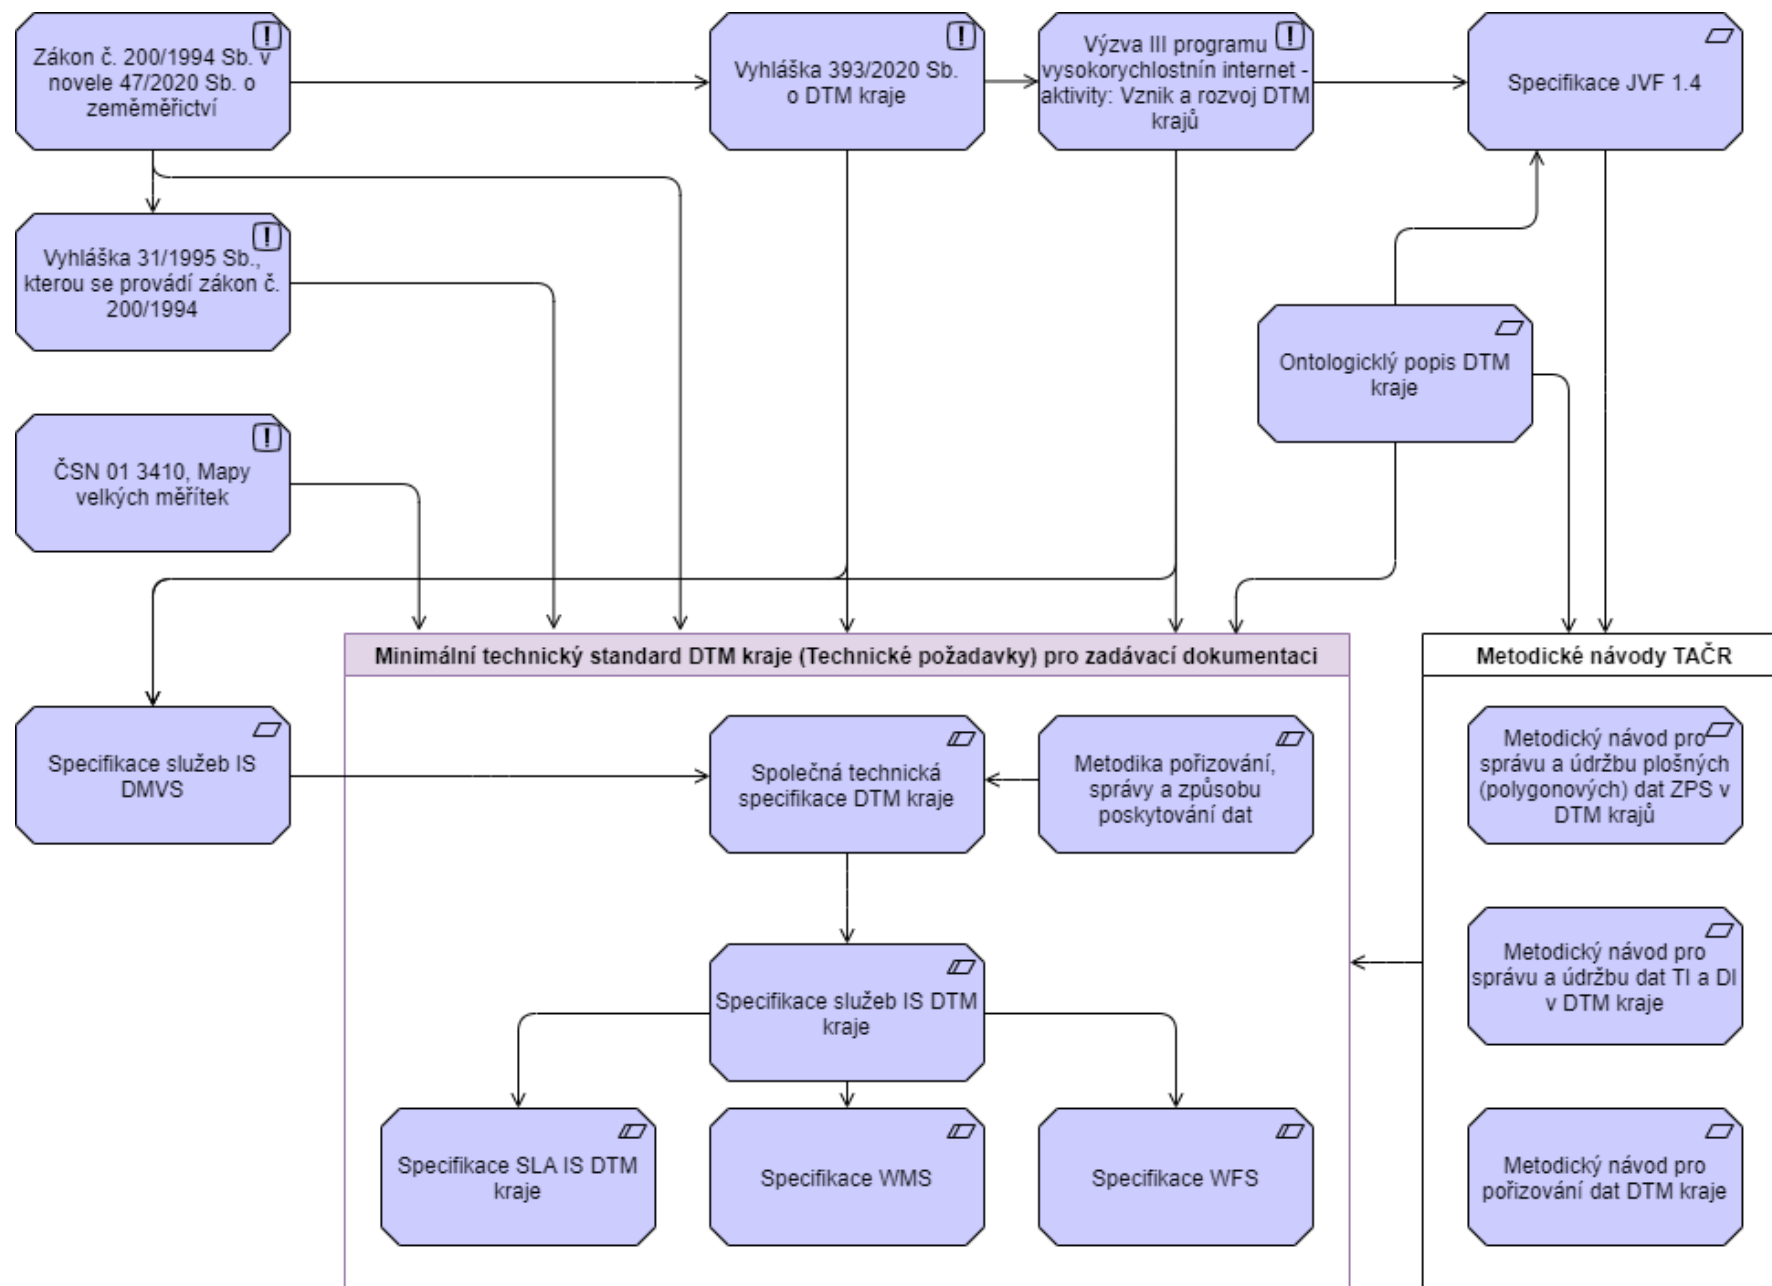 Zákon č. 200/1994 Sb. v
novele 47/2020 Sb. o
zeměměřictví
Vyhláška 393/2020 Sb.
o DTM kraje
Výzva III programu
vysokorychlostnín internet -
aktivity: Vznik a rozvoj DTM
krajů
Specifikace JVF 1.4
Vyhláška 31/1995 Sb.,
kterou se provádí zákon č.
200/1994
Ontologicklý popis DTM
kraje
ČSN 01 3410, Mapy
velkých měřítek
Minimální technický standard DTM kraje (Technické požadavky) pro zadávací dokumentaci
Metodické návody TAČR
Specifikace služeb IS
DMVS
Společná technická
specifikace DTM kraje
Metodika pořizování,
správy a způsobu
poskytování dat
Metodický návod pro
správu a údržbu plošných
(polygonových) dat ZPS v
DTM krajů
Specifikace služeb IS DTM
kraje
Metodický návod pro
správu a údržbu dat TI a DI
v DTM kraje
Specifikace SLA IS DTM
kraje
Specifikace WMS
Specifikace WFS
Metodický návod pro
pořizování dat DTM kraje